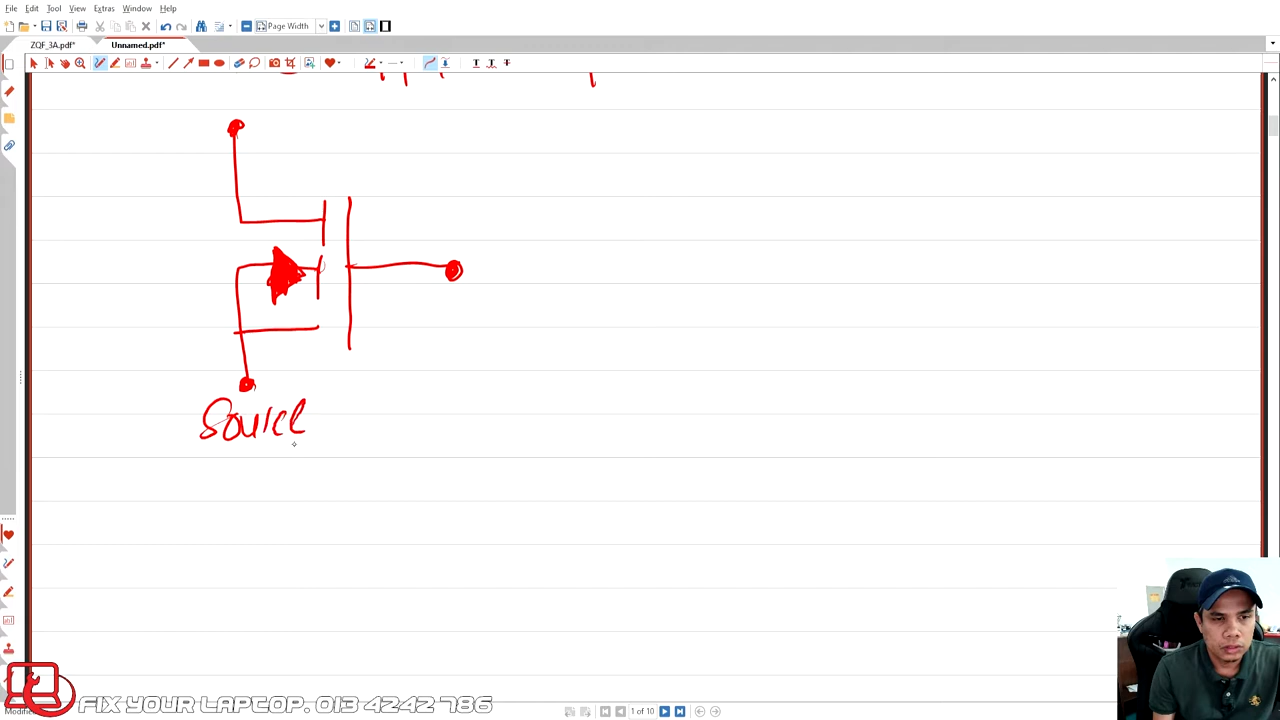 File Edit View Tool Extras Window Help
Page Width
ZQF_3A.pdf* Unnamed.pdf*
Source
1 of 10
FIX YOUR LAPTOP. 013 4242 786